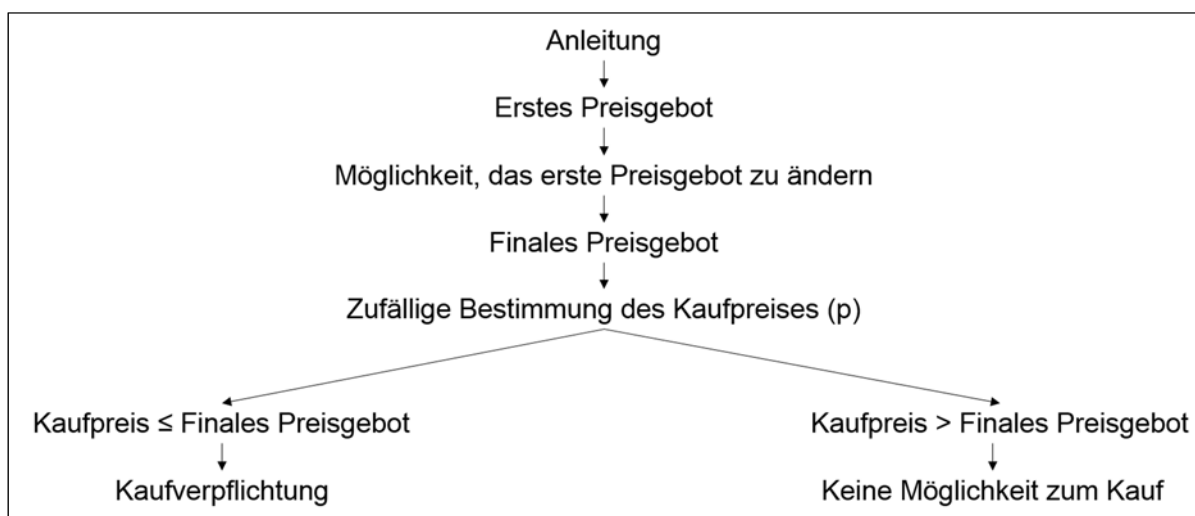 Anleitung
Erstes Preisgebot
Möglichkeit, das erste Preisgebot zu ändern
Finales Preisgebot
Zufällige Bestimmung des Kaufpreises (p)
Kaufpreis ≤ Finales Preisgebot
Kaufpreis > Finales Preisgebot
Kaufverpflichtung
Keine Möglichkeit zum Kauf